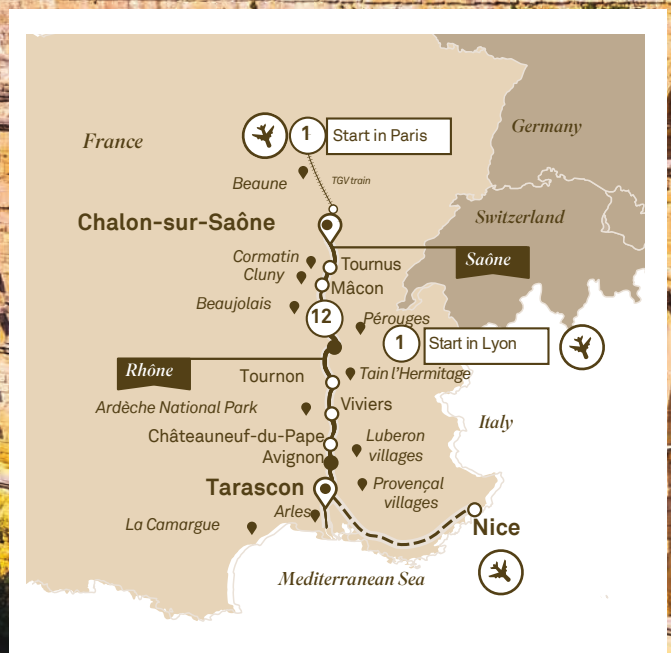 France
Germany
1
Start in Paris
Beaune
TGV train
Switzerland
Chalon-sur-Saône
Saône
Cormatin
Cluny
Tournus
Mâcon
Beaujolais
12
Pérouges
1
Start in Lyon
Rhône
Tournon
Tain l’Hermitage
Ardèche National Park
Viviers
Italy
Châteauneuf-du-Pape
Avignon
Luberon
villages
Tarascon
Provençal
villages
Arles
La Camargue
Nice
Mediterranean Sea